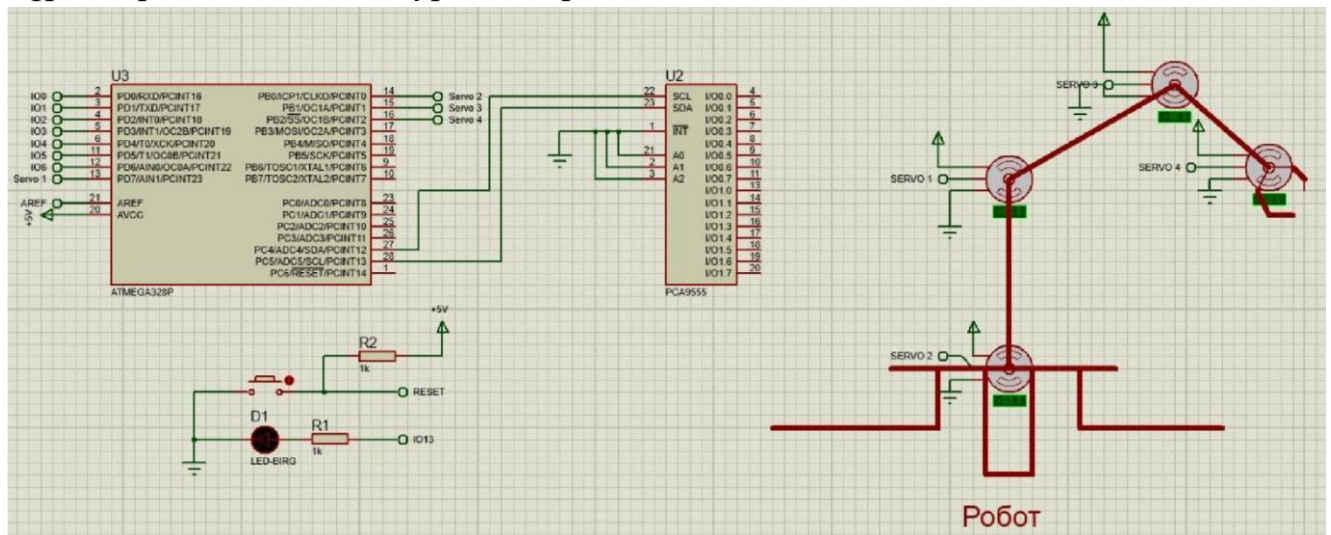 U3
IO0 2 PD0/RXD/PCINT16 PB0/ICP1/CLKO/PCINT0 14 Servo 2
IO1 3 PD1/TXD/PCINT17 PB1/OC1A/PCINT1 15 Servo 3
IO2 4 PD2/INT0/PCINT18 PB2/SS/OC1B/PCINT2 16 Servo 4
IO3 5 PD3/INT1/OC2B/PCINT19 PB3/MOSI/OC2A/PCINT3 17
IO4 6 PD4/T0/XCK/PCINT20 PB4/MISO/PCINT4 18
IO5 11 PD5/T1/OC0B/PCINT21 PB5/SCK/PCINT5 19
IO6 12 PD6/AIN0/OC0A/PCINT22 PB6/TOSC1/XTAL1/PCINT6 9
Servo 1 13 PD7/AIN1/PCINT23 PB7/TOSC2/XTAL2/PCINT7 10
AREF 21 AREF PC0/ADC0/PCINT8 23
+5V 20 AVCC PC1/ADC1/PCINT9 24
PC2/ADC2/PCINT10 25
PC3/ADC3/PCINT11 26
PC4/ADC4/SDA/PCINT12 27
PC5/ADC5/SCL/PCINT13 28
PC6/RESET/PCINT14 1
ATMEGA328P
U2
22 SCL I/O0.0 4
23 SDA I/O0.1 5
I/O0.2 6
1 INT I/O0.3 7
I/O0.4 8
21 A0 I/O0.5 9
2 A1 I/O0.6 10
3 A2 I/O0.7 11
I/O1.0 13
I/O1.1 14
I/O1.2 15
I/O1.3 16
I/O1.4 17
I/O1.5 18
I/O1.6 19
I/O1.7 20
PCA9555
SERVO 3
SERVO 1
SERVO 4
SERVO 2
+5V
R2
1k
RESET
D1
R1
1k
IO13
LED-BIRG
Робот